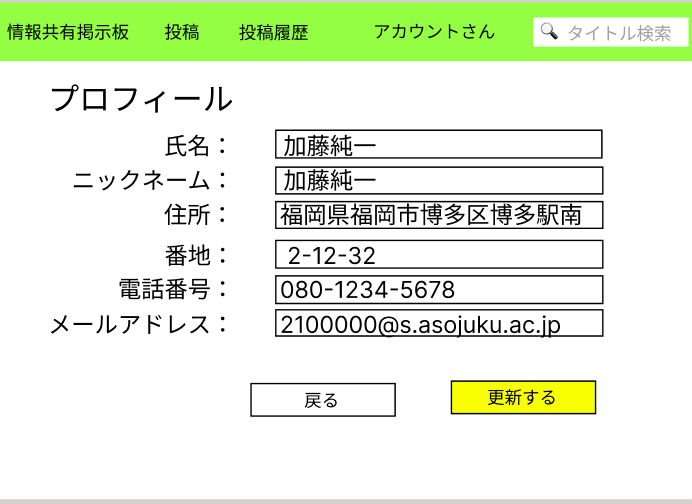 情報共有掲示板 投稿 投稿履歴 アカウントさん タイトル検索
プロフィール
氏名： 加藤純一
ニックネーム： 加藤純一
住所： 福岡県福岡市博多区博多駅南
番地： 2-12-32
電話番号： 080-1234-5678
メールアドレス： 2100000@s.asojuku.ac.jp
戻る 更新する